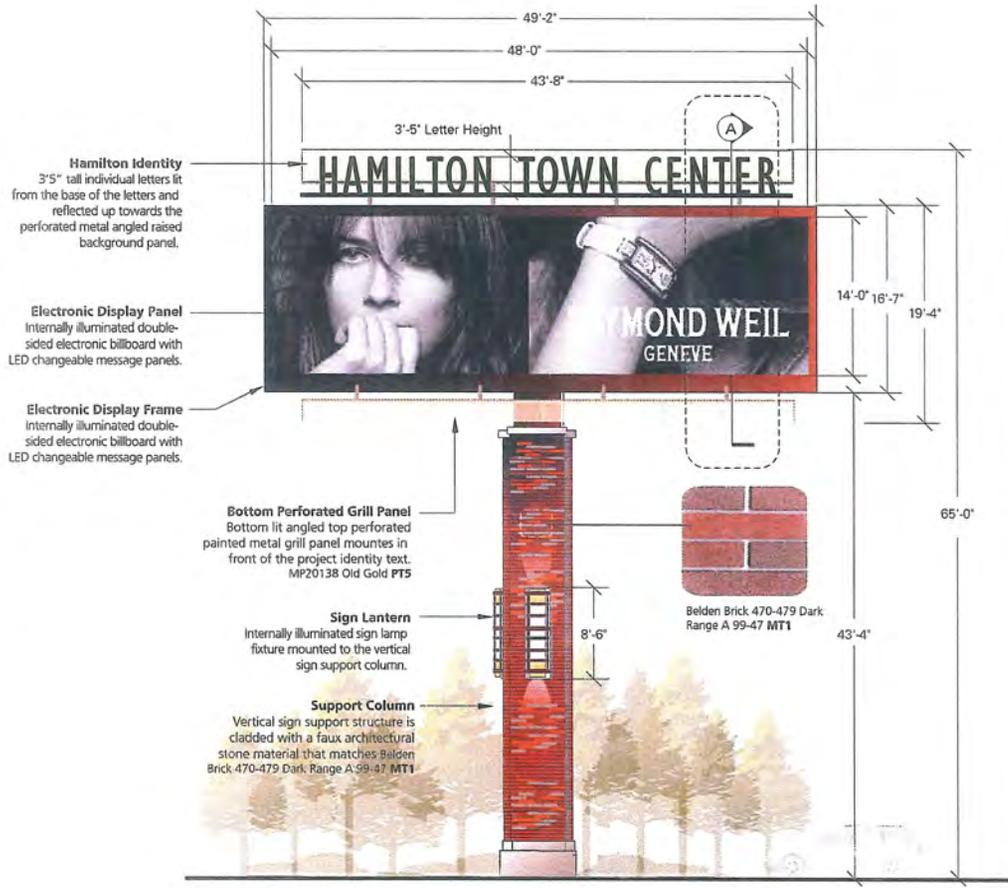 49'-2"
48'-0"
43'-8"
3'-5" Letter Height
A
HAMILTON TOWN CENTER
Hamilton Identity
3'5" tall individual letters lit
from the base of the letters and
reflected up towards the
perforated metal angled raised
background panel.
Electronic Display Panel
Internally illuminated double-
sided electronic billboard with
LED changeable message panels.
YMOND WEIL
GENEVE
14'-0"
16'-7"
19'-4"
Electronic Display Frame
Internally illuminated double-
sided electronic billboard with
LED changeable message panels.
Bottom Perforated Grill Panel
Bottom lit angled top perforated
painted metal grill panel mountes in
front of the project identity text.
MP20138 Old Gold PT5
65'-0"
Belden Brick 470-479 Dark
Range A 99-47 MT1
Sign Lantern
Internally illuminated sign lamp
fixture mounted to the vertical
sign support column.
8'-6"
43'-4"
Support Column
Vertical sign support structure is
cladded with a faux architectural
stone material that matches Belden
Brick 470-479 Dark Range A 99-47 MT1